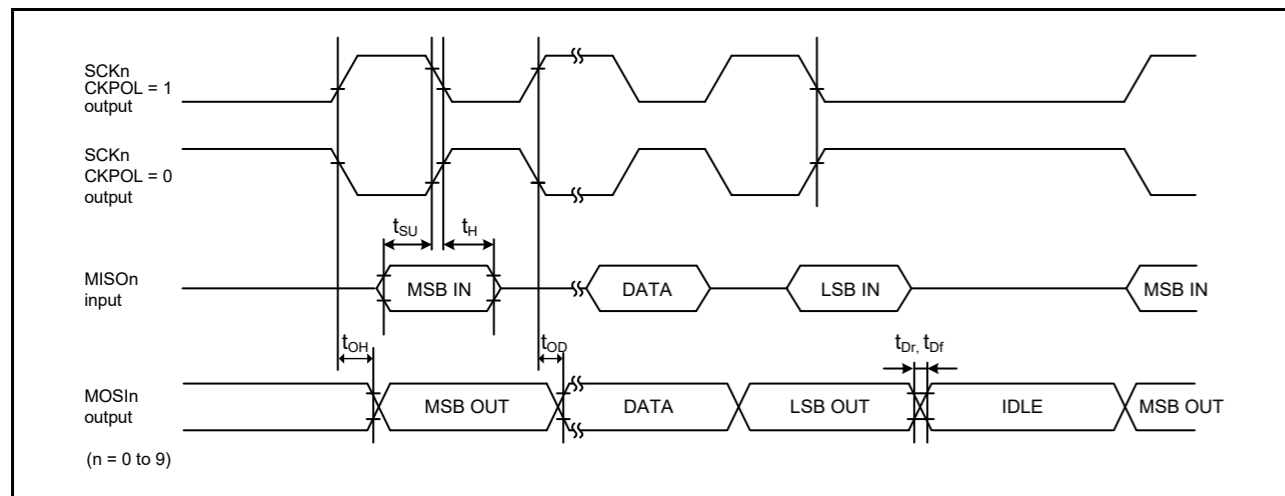 SCKn
CKPOL = 1
output
SCKn
CKPOL = 0
output
tSU
tH
MISOn
input
MSB IN
DATA
LSB IN
MSB IN
tOH
tOD
tDr, tDf
MOSIn
output
MSB OUT
DATA
LSB OUT
IDLE
MSB OUT
(n = 0 to 9)